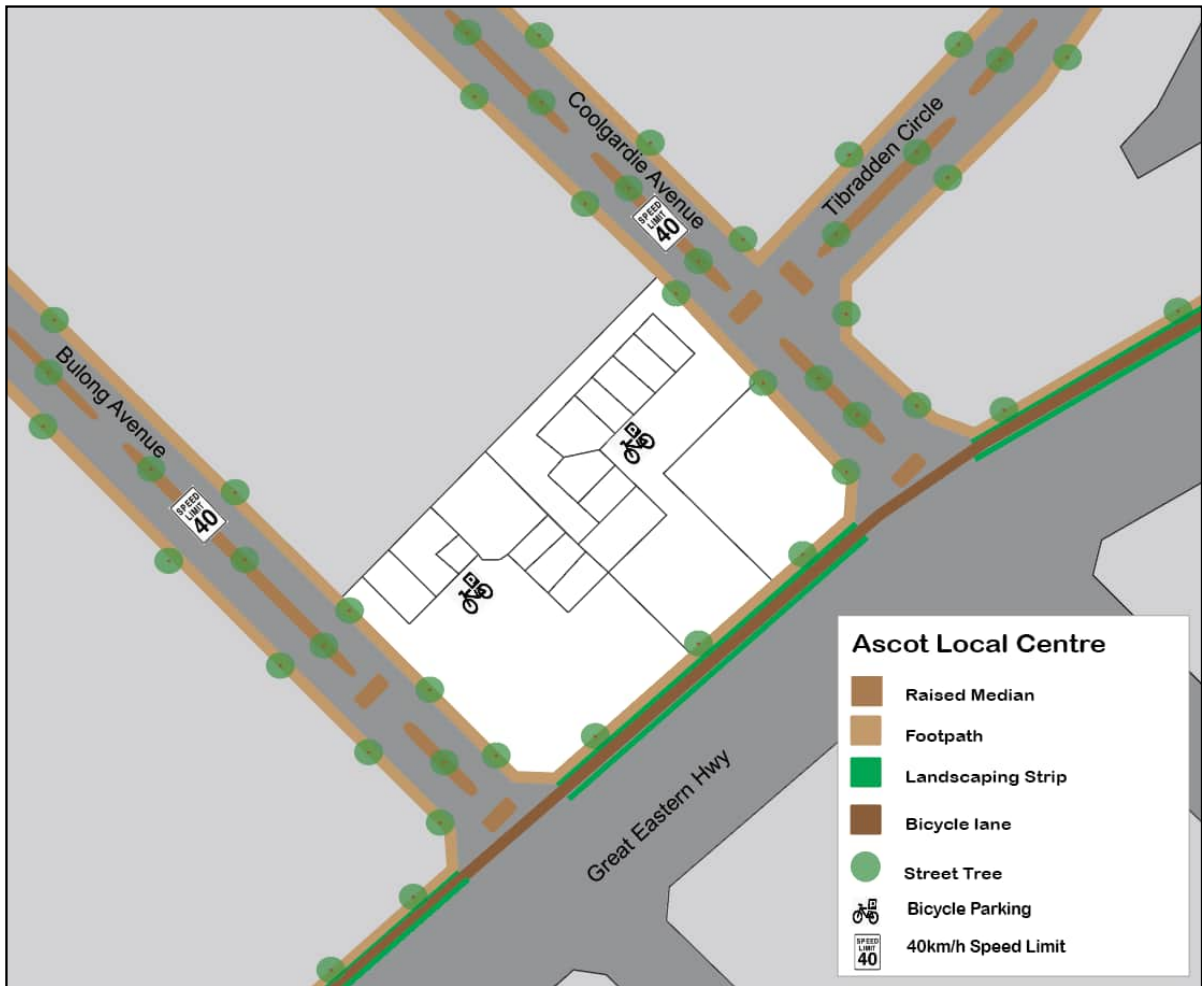 Coolgardie Avenue
Tibradden Circle
SPEED
LIMIT
40
Bulong Avenue
SPEED
LIMIT
40
Great Eastern Hwy
Ascot Local Centre
Raised Median
Footpath
Landscaping Strip
Bicycle lane
Street Tree
Bicycle Parking
SPEED
LIMIT
40
40km/h Speed Limit